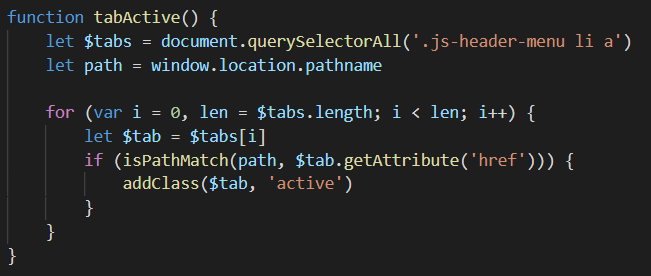 function tabActive() {
    let $tabs = document.querySelectorAll('.js-header-menu li a')
    let path = window.location.pathname

    for (var i = 0, len = $tabs.length; i < len; i++) {
        let $tab = $tabs[i]
        if (isPathMatch(path, $tab.getAttribute('href'))) {
            addClass($tab, 'active')
        }
    }
}